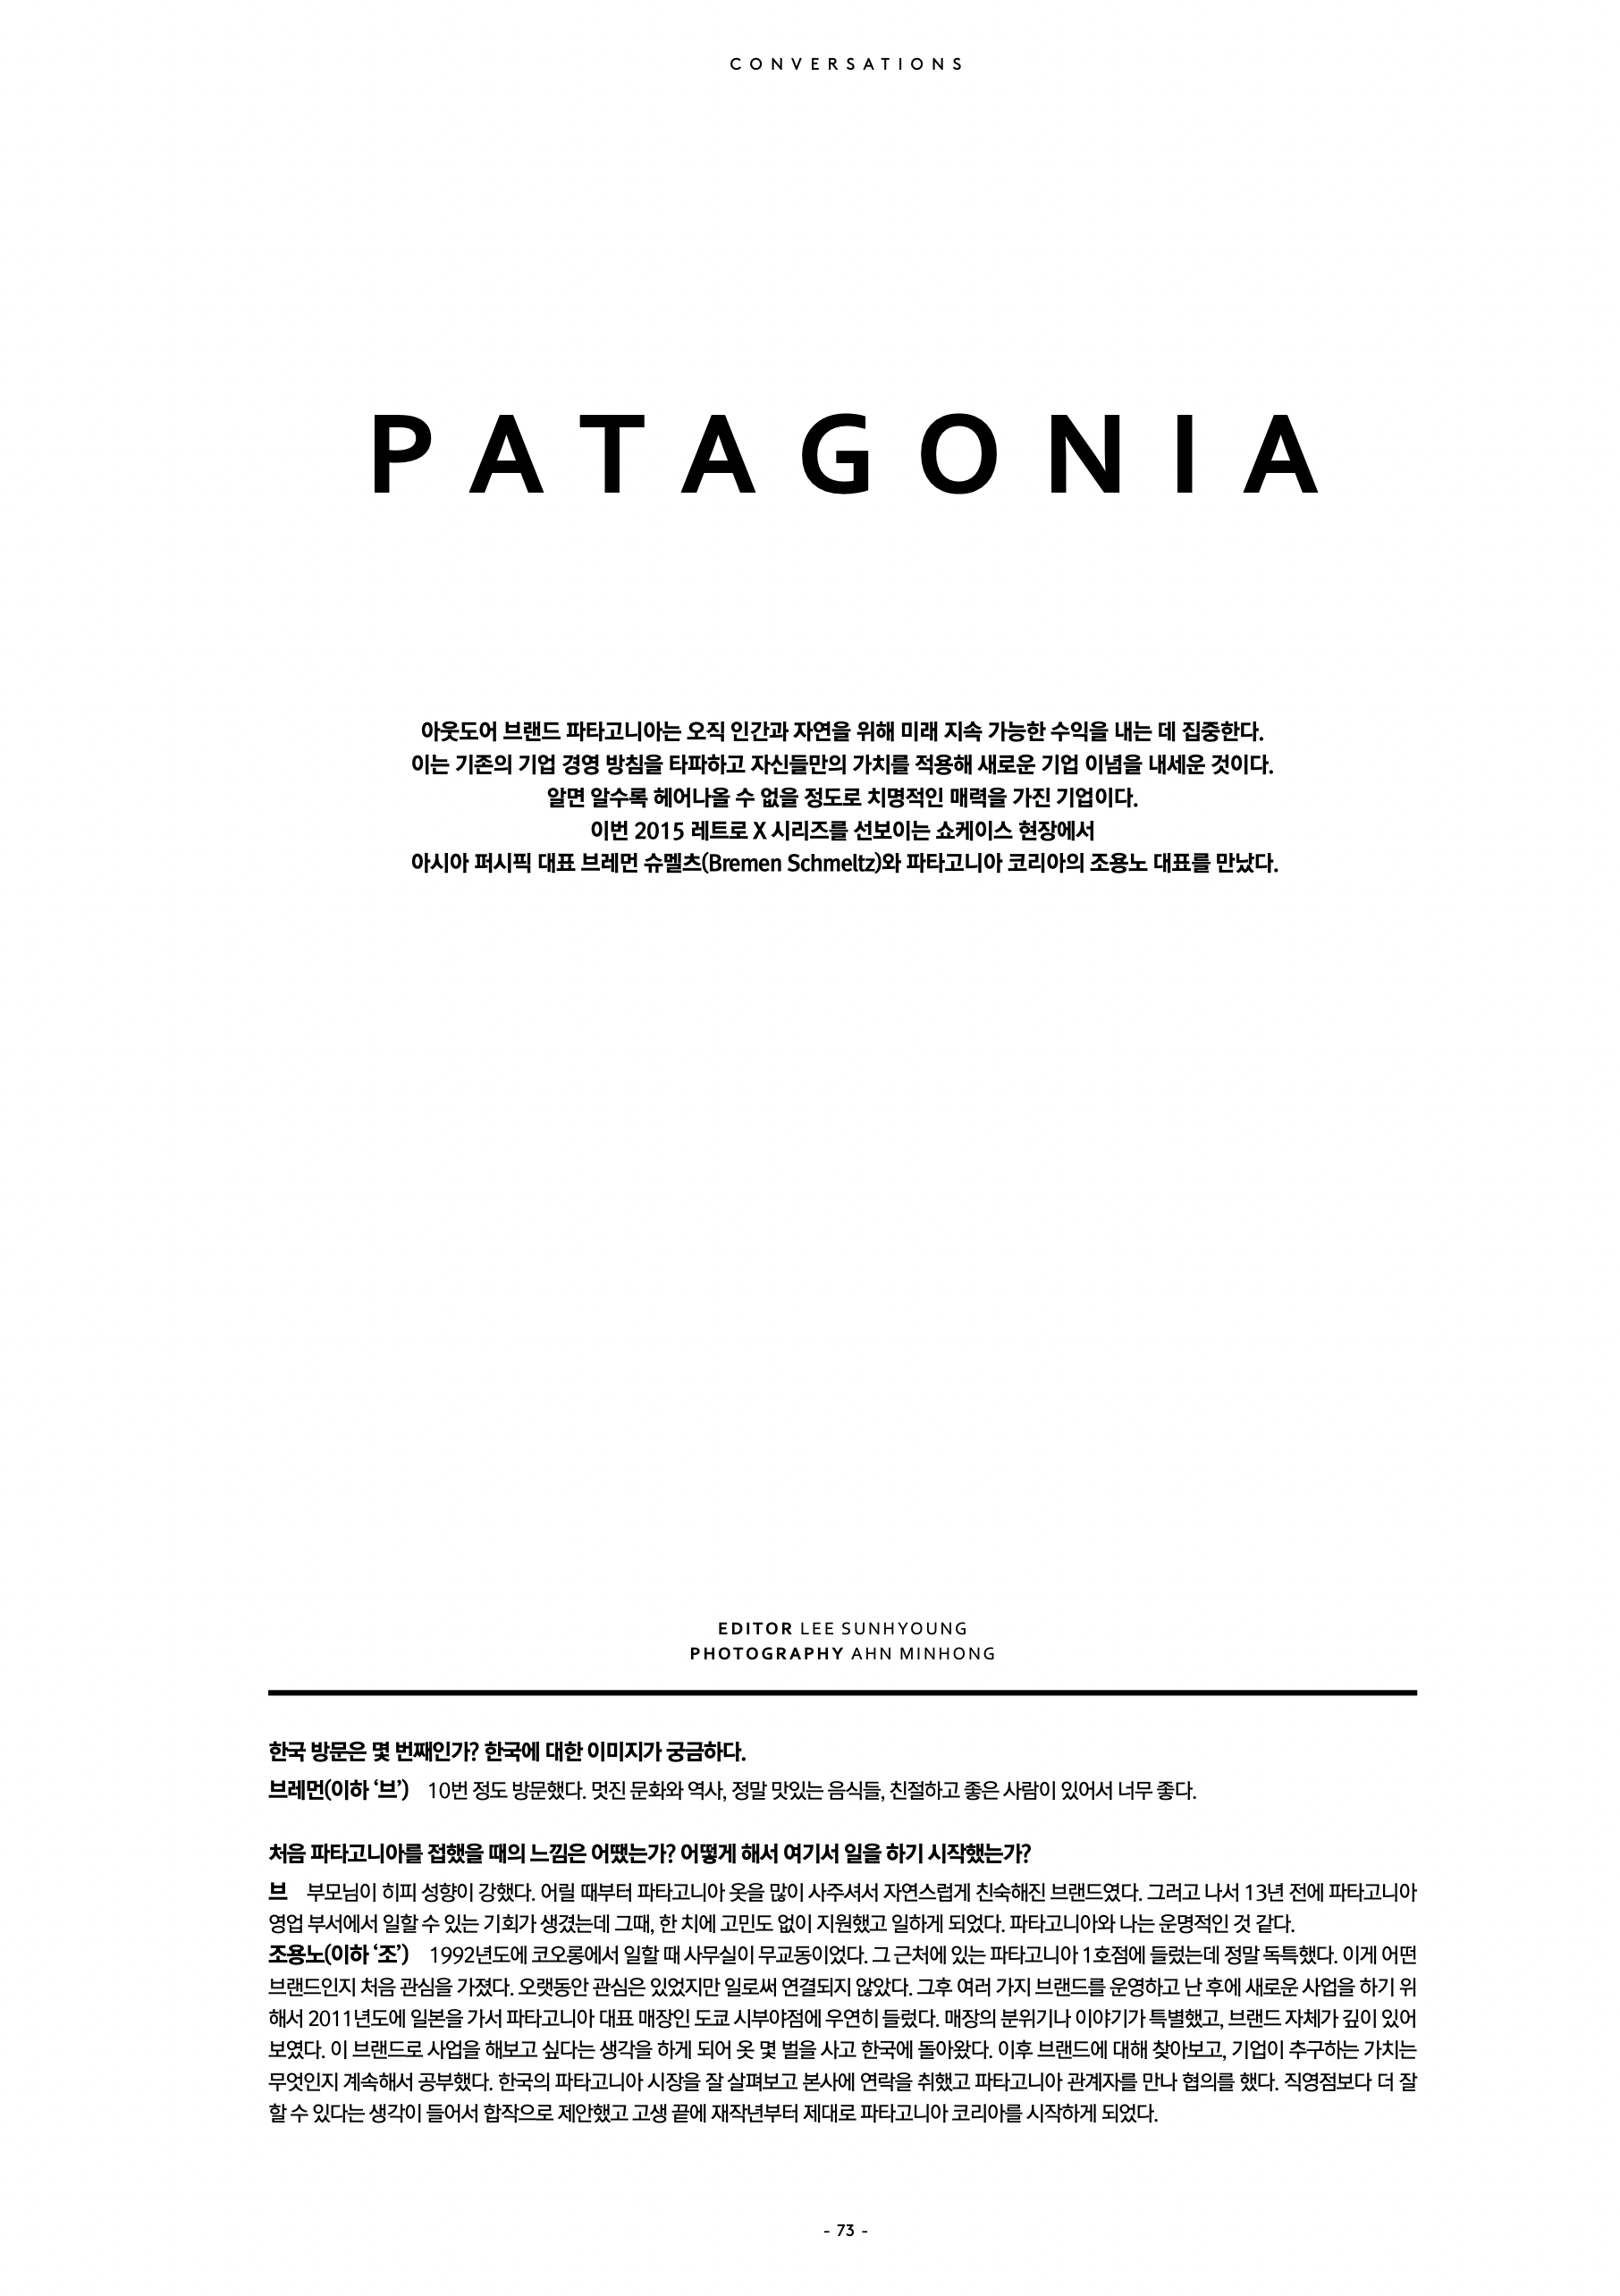 CONVERSATIONS
PATAGONIA
아웃도어 브랜드 파타고니아는 오직 인간과 자연을 위해 미래 지속 가능한 수익을 내는 데 집중한다.
이는 기존의 기업 경영 방침을 타파하고 자신들만의 가치를 적용해 새로운 기업 이념을 내세운 것이다.
알면 알수록 헤어나올 수 없을 정도로 치명적인 매력을 가진 기업이다.
이번 2015 레트로 X 시리즈를 선보이는 쇼케이스 현장에서
아시아 퍼시픽 대표 브레먼 슈멜츠(Bremen Schmeltz)와 파타고니아 코리아의 조용노 대표를 만났다.
EDITOR LEE SUNHYOUNG
PHOTOGRAPHY AHN MINHONG
한국 방문은 몇 번째인가? 한국에 대한 이미지가 궁금하다.
브레먼(이하 ‘브’) 10번 정도 방문했다. 멋진 문화와 역사, 정말 맛있는 음식들, 친절하고 좋은 사람이 있어서 너무 좋다.
처음 파타고니아를 접했을 때의 느낌은 어땠는가? 어떻게 해서 여기서 일을 하기 시작했는가?
브 부모님이 히피 성향이 강했다. 어릴 때부터 파타고니아 옷을 많이 사주셔서 자연스럽게 친숙해진 브랜드였다. 그러고 나서 13년 전에 파타고니아
영업 부서에서 일할 수 있는 기회가 생겼는데 그때, 한 치에 고민도 없이 지원했고 일하게 되었다. 파타고니아와 나는 운명적인 것 같다.
조용노(이하 ‘조’) 1992년도에 코오롱에서 일할 때 사무실이 무교동이었다. 그 근처에 있는 파타고니아 1호점에 들렀는데 정말 독특했다. 이게 어떤
브랜드인지 처음 관심을 가졌다. 오랫동안 관심은 있었지만 일로써 연결되지 않았다. 그후 여러 가지 브랜드를 운영하고 난 후에 새로운 사업을 하기 위
해서 2011년도에 일본을 가서 파타고니아 대표 매장인 도쿄 시부야점에 우연히 들렀다. 매장의 분위기나 이야기가 특별했고, 브랜드 자체가 깊이 있어
보였다. 이 브랜드로 사업을 해보고 싶다는 생각을 하게 되어 옷 몇 벌을 사고 한국에 돌아왔다. 이후 브랜드에 대해 찾아보고, 기업이 추구하는 가치는
무엇인지 계속해서 공부했다. 한국의 파타고니아 시장을 잘 살펴보고 본사에 연락을 취했고 파타고니아 관계자를 만나 협의를 했다. 직영점보다 더 잘
할 수 있다는 생각이 들어서 합작으로 제안했고 고생 끝에 재작년부터 제대로 파타고니아 코리아를 시작하게 되었다.
- 73 -